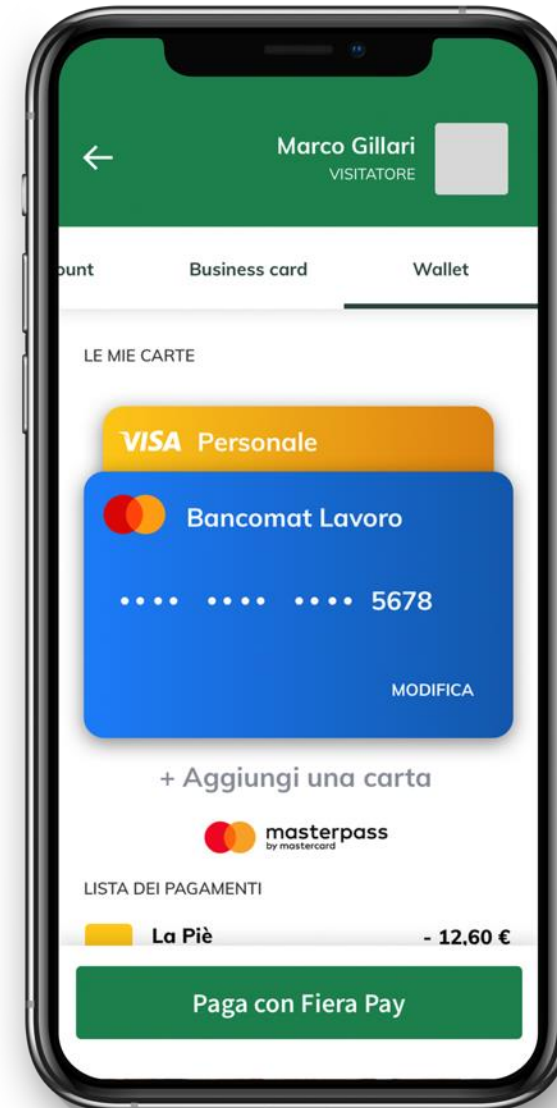 Marco Gillari
VISITATORE
ount Business card Wallet
LE MIE CARTE
VISA Personale
Bancomat Lavoro
•••• •••• •••• 5678
MODIFICA
+ Aggiungi una carta
masterpass
by mastercard
LISTA DEI PAGAMENTI
La Piè - 12,60 €
Paga con Fiera Pay